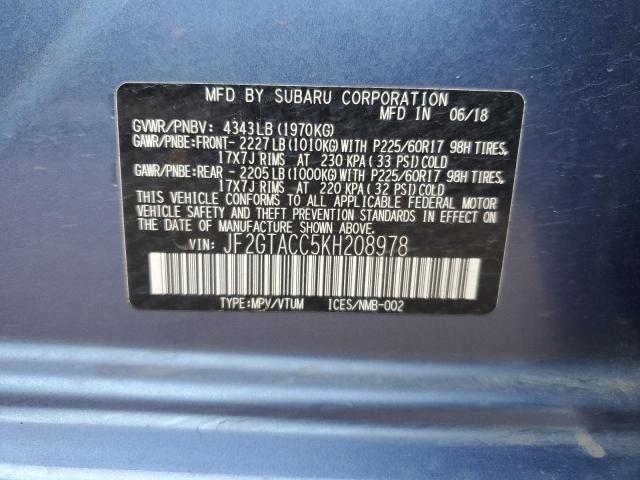 MFD BY SUBARU CORPORATION
MFD IN 06/18
GVWR/PNBV: 4343LB (1970KG)
GAWR/PNBE:FRONT- 2227LB (1010KG)WITH P225/60R17 98H TIRES,
17X7J RIMS AT 230 KPA (33 PSI)COLD
GAWR/PNBE:REAR - 2205LB (1000KG)WITH P225/60R17 98H TIRES,
17X7J RIMS AT 220 KPA (32 PSI)COLD
THIS VEHICLE CONFORMS TO ALL APPLICABLE FEDERAL MOTOR
VEHICLE SAFETY AND THEFT PREVENTION STANDARDS IN EFFECT ON
THE DATE OF MANUFACTURE SHOWN ABOVE.
VIN: JF2GTACC5KH208978
TYPE:MPV/VTUM ICES/NMB-002